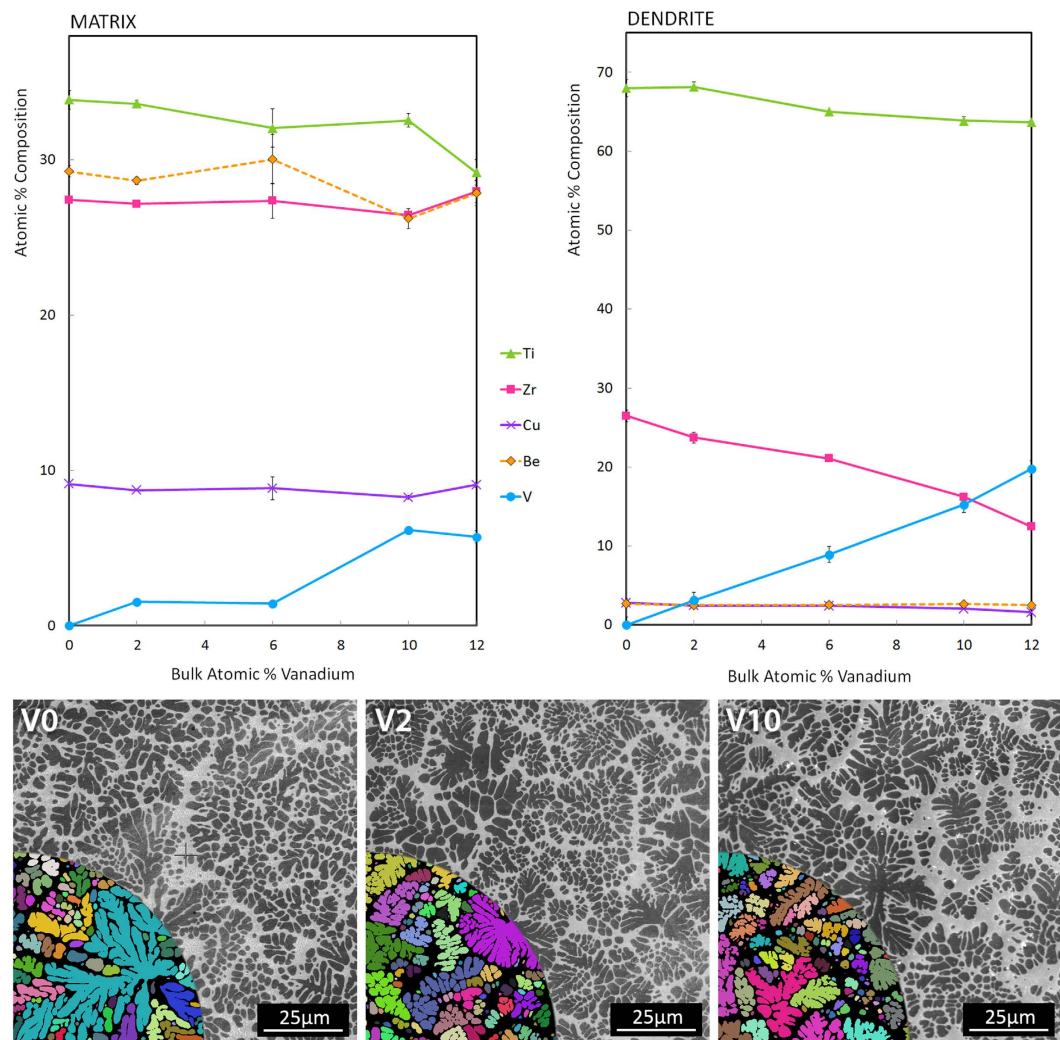 MATRIX
Atomic % Composition
30
20
10
0
0 2 4 6 8 10 12
Bulk Atomic % Vanadium
Ti
Zr
Cu
Be
V
DENDRITE
Atomic % Composition
70
60
50
40
30
20
10
0
0 2 4 6 8 10 12
Bulk Atomic % Vanadium
V0
25µm
V2
25µm
V10
25µm